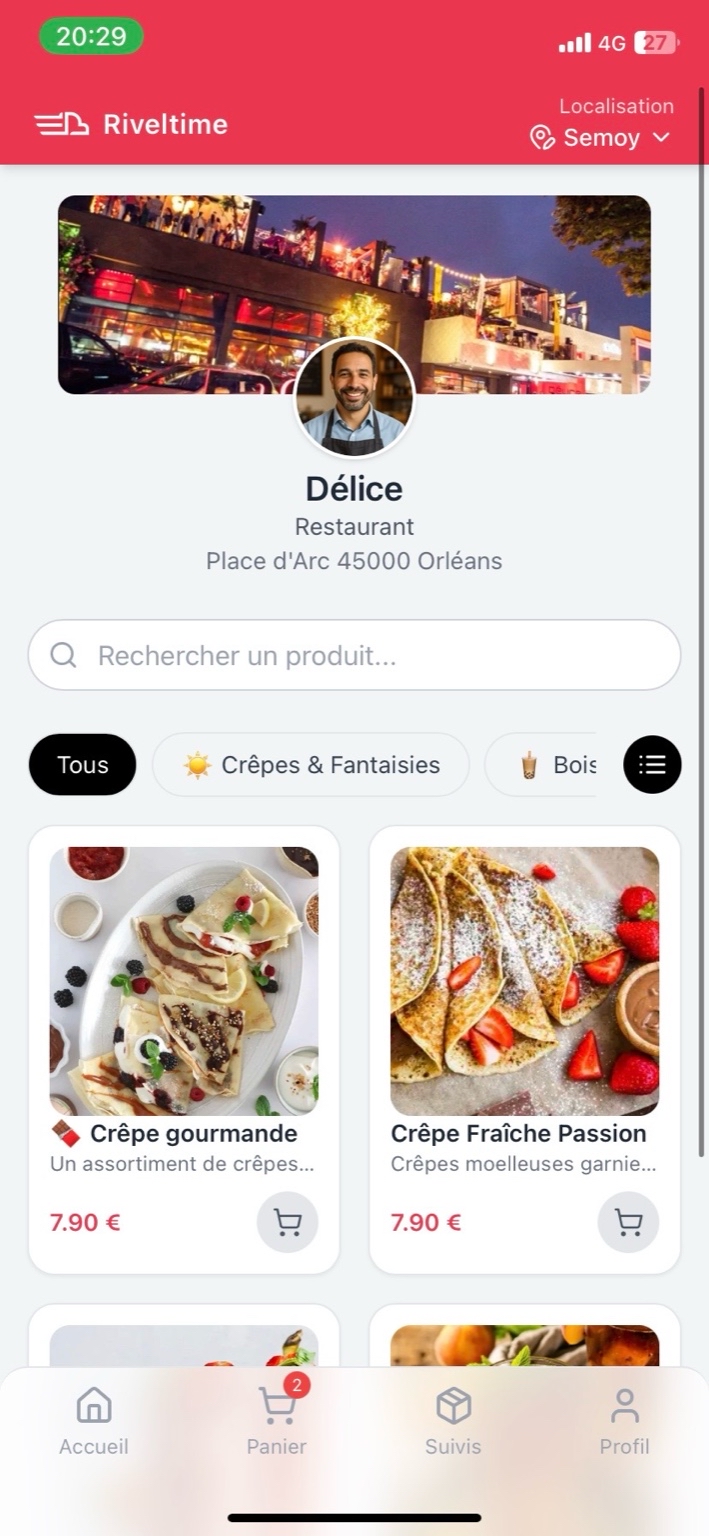 20:29
4G
27
Riveltime
Localisation
Semoy
Délice
Restaurant
Place d'Arc 45000 Orléans
Rechercher un produit...
Tous
Crêpes & Fantaisies
Bois
Crêpe gourmande
Un assortiment de crêpes...
7.90 €
Crêpe Fraîche Passion
Crêpes moelleuses garnie...
7.90 €
2
Accueil
Panier
Suivis
Profil